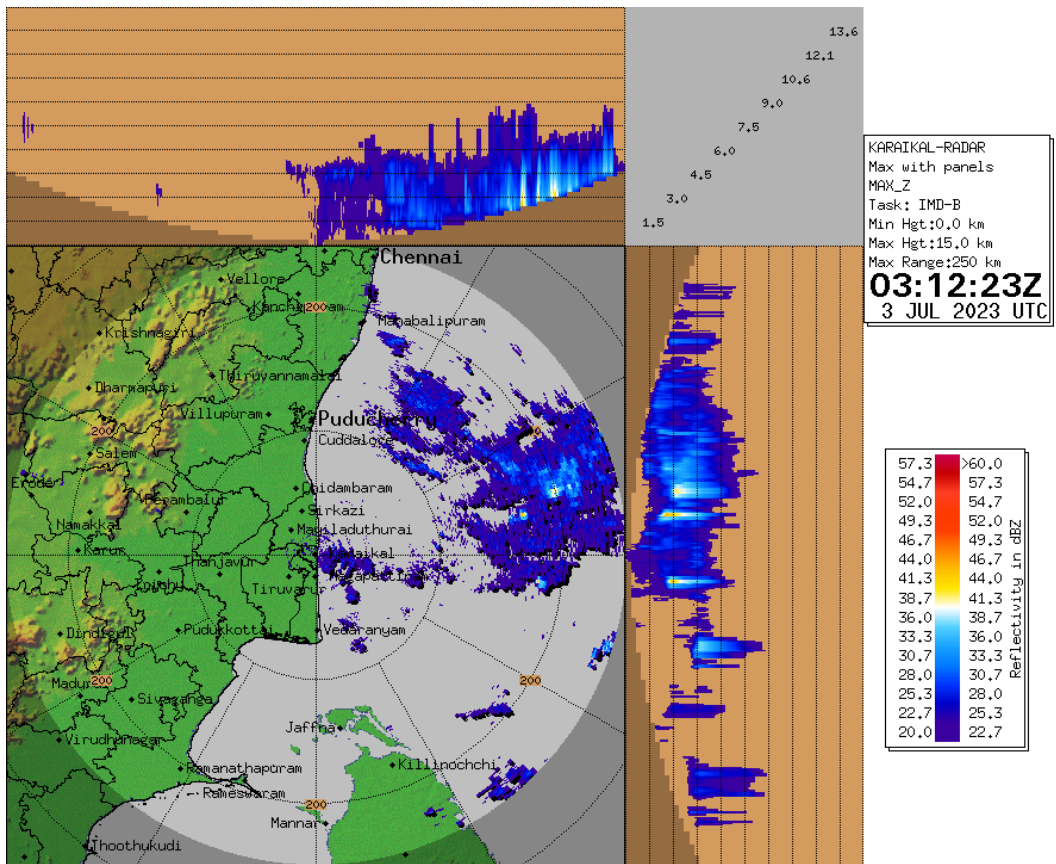 13.6
12.1
10.6
9.0
7.5
6.0
4.5
3.0
1.5
KARAIKAL-RADAR
Max with panels
MAX_Z
Task: IMD-B
Min Hgt:0.0 km
Max Hgt:15.0 km
Max Range:250 km
03:12:23Z
3 JUL 2023 UTC
Chennai
Vellore
200
Mahabalipuram
Krishnagiri
Thiruvannamalai
Dharmapuri
Villupuram
Puducherry
200
Cuddalore
Salem
Erode
Chidambaram
Perambalur
Sirkazi
Namakkal
Mayiladuthurai
Karur
Karaikal
Thanjavur
Nagapattinam
Tiruvarur
Pudukkottai
Vedaranyam
Dindigul
200
200
Sivaganga
Jaffna
Virudhunagar
Killinochchi
Ramanathapuram
Rameswaram
200
Mannar
Thoothukudi
57.3 >60.0
54.7 57.3
52.0 54.7
49.3 52.0
46.7 49.3
44.0 46.7
41.3 44.0
38.7 41.3
36.0 38.7
33.3 36.0
30.7 33.3
28.0 30.7
25.3 28.0
22.7 25.3
20.0 22.7
Reflectivity in dBZ